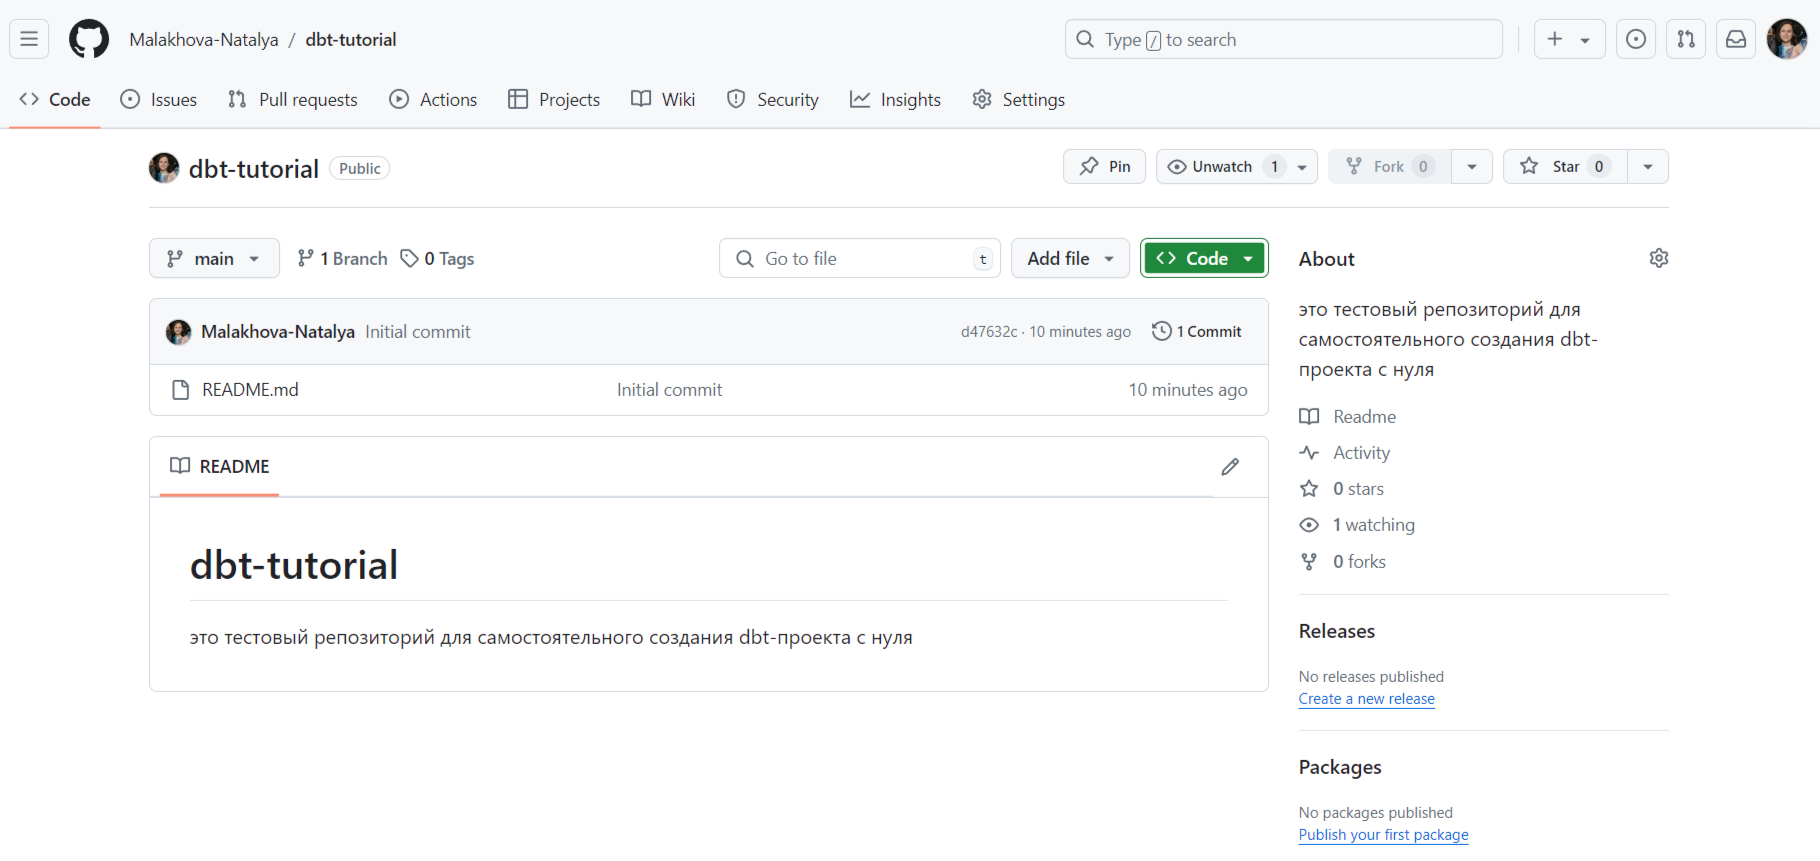 Malakhova-Natalya / dbt-tutorial
Type / to search
Code Issues Pull requests Actions Projects Wiki Security Insights Settings
dbt-tutorial Public
Pin Unwatch 1 Fork 0 Star 0
main 1 Branch 0 Tags Go to file t Add file Code
Malakhova-Natalya Initial commit d47632c · 10 minutes ago 1 Commit
README.md Initial commit 10 minutes ago
README
dbt-tutorial
это тестовый репозиторий для самостоятельного создания dbt-проекта с нуля
About
это тестовый репозиторий для
самостоятельного создания dbt-
проекта с нуля
Readme
Activity
0 stars
1 watching
0 forks
Releases
No releases published
Create a new release
Packages
No packages published
Publish your first package